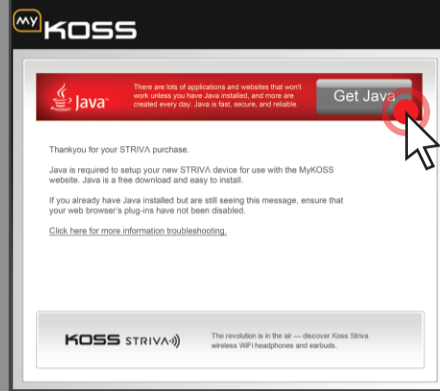 MY KOSS
Java™
There are lots of applications and websites that won't
work unless you have Java installed, and more are
created every day. Java is fast, secure, and reliable.
Get Java
Thankyou for your STRIVΛ purchase.
Java is required to setup your new STRIVΛ device for use with the MyKOSS
website. Java is a free download and easy to install.
If you already have Java installed but are still seeing this message, ensure that
your web browser's plug-ins have not been disabled.
Click here for more information troubleshooting.
KOSS STRIVΛ
The revolution is in the air — discover Koss Striva
wireless WiFi headphones and earbuds.